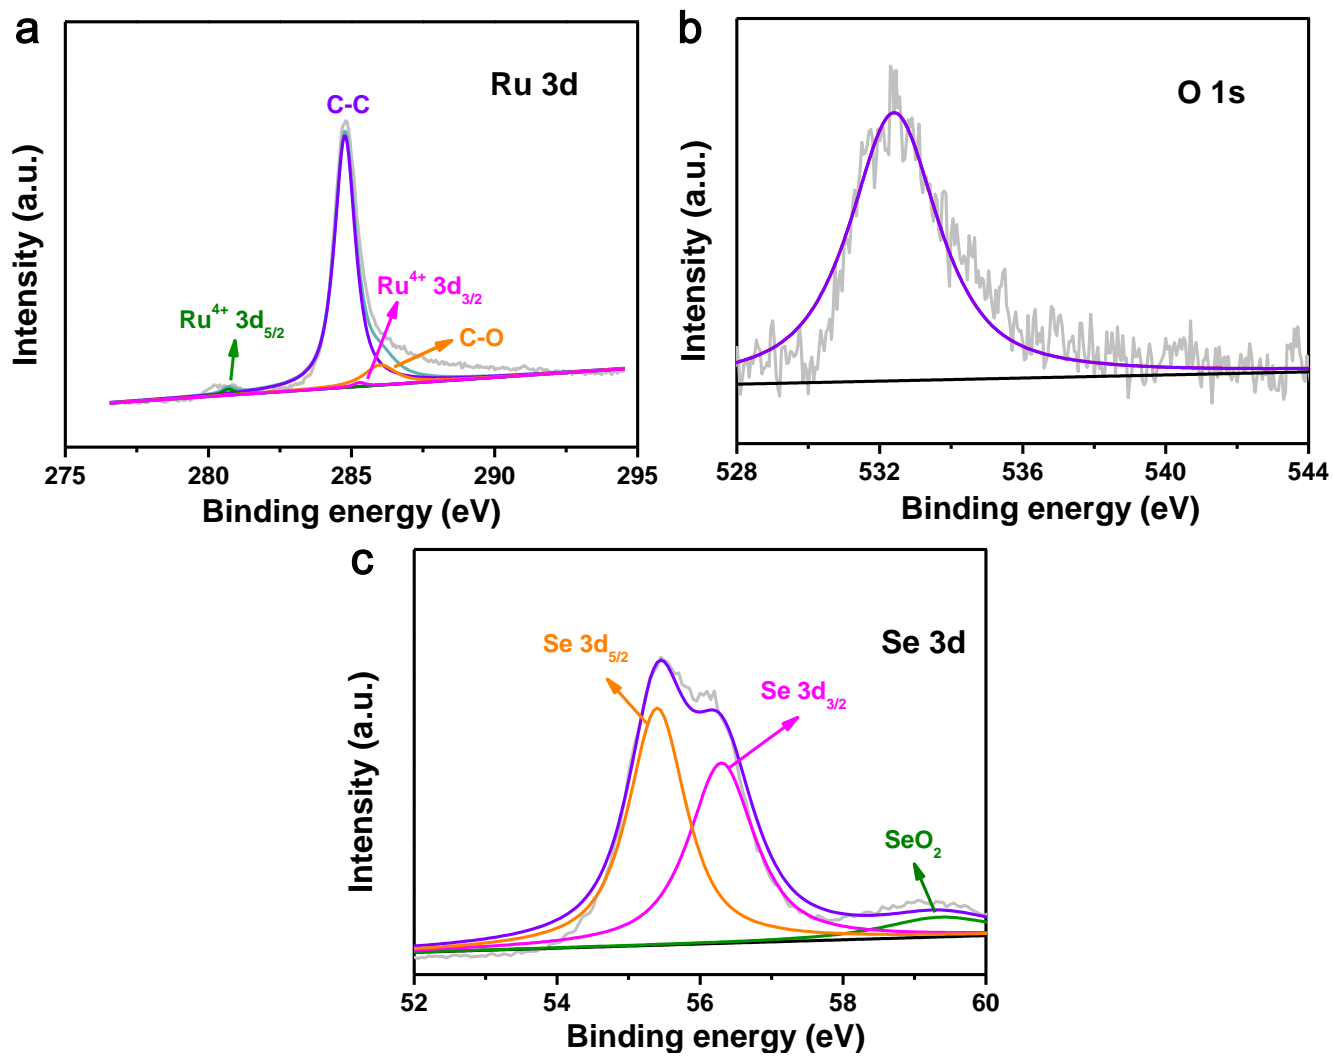 a
Ru 3d
C-C
Ru⁴⁺ 3d₃/₂
Ru⁴⁺ 3d₅/₂
C-O
Intensity (a.u.)
275 280 285 290 295
Binding energy (eV)
b
O 1s
Intensity (a.u.)
528 532 536 540 544
Binding energy (eV)
c
Se 3d
Se 3d₅/₂
Se 3d₃/₂
SeO₂
Intensity (a.u.)
52 54 56 58 60
Binding energy (eV)